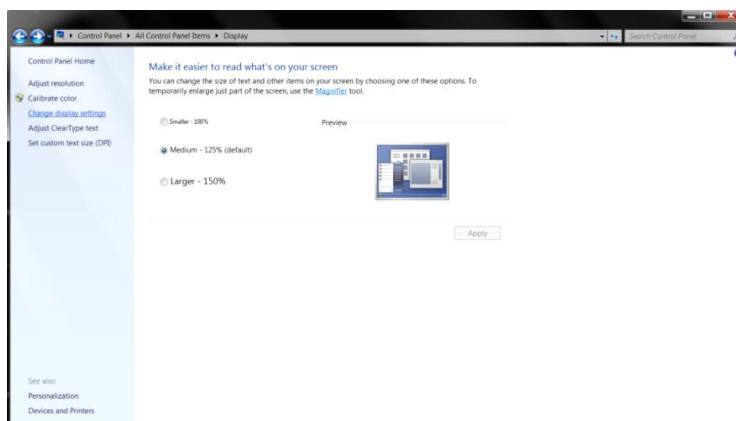 Control Panel ▸ All Control Panel Items ▸ Display
Search Control Panel
Control Panel Home
Adjust resolution
Calibrate color
Change display settings
Adjust ClearType text
Set custom text size (DPI)
See also
Personalization
Devices and Printers
Make it easier to read what's on your screen
You can change the size of text and other items on your screen by choosing one of these options. To
temporarily enlarge just part of the screen, use the Magnifier tool.
Smaller - 100%
Preview
Medium - 125% (default)
Larger - 150%
Apply